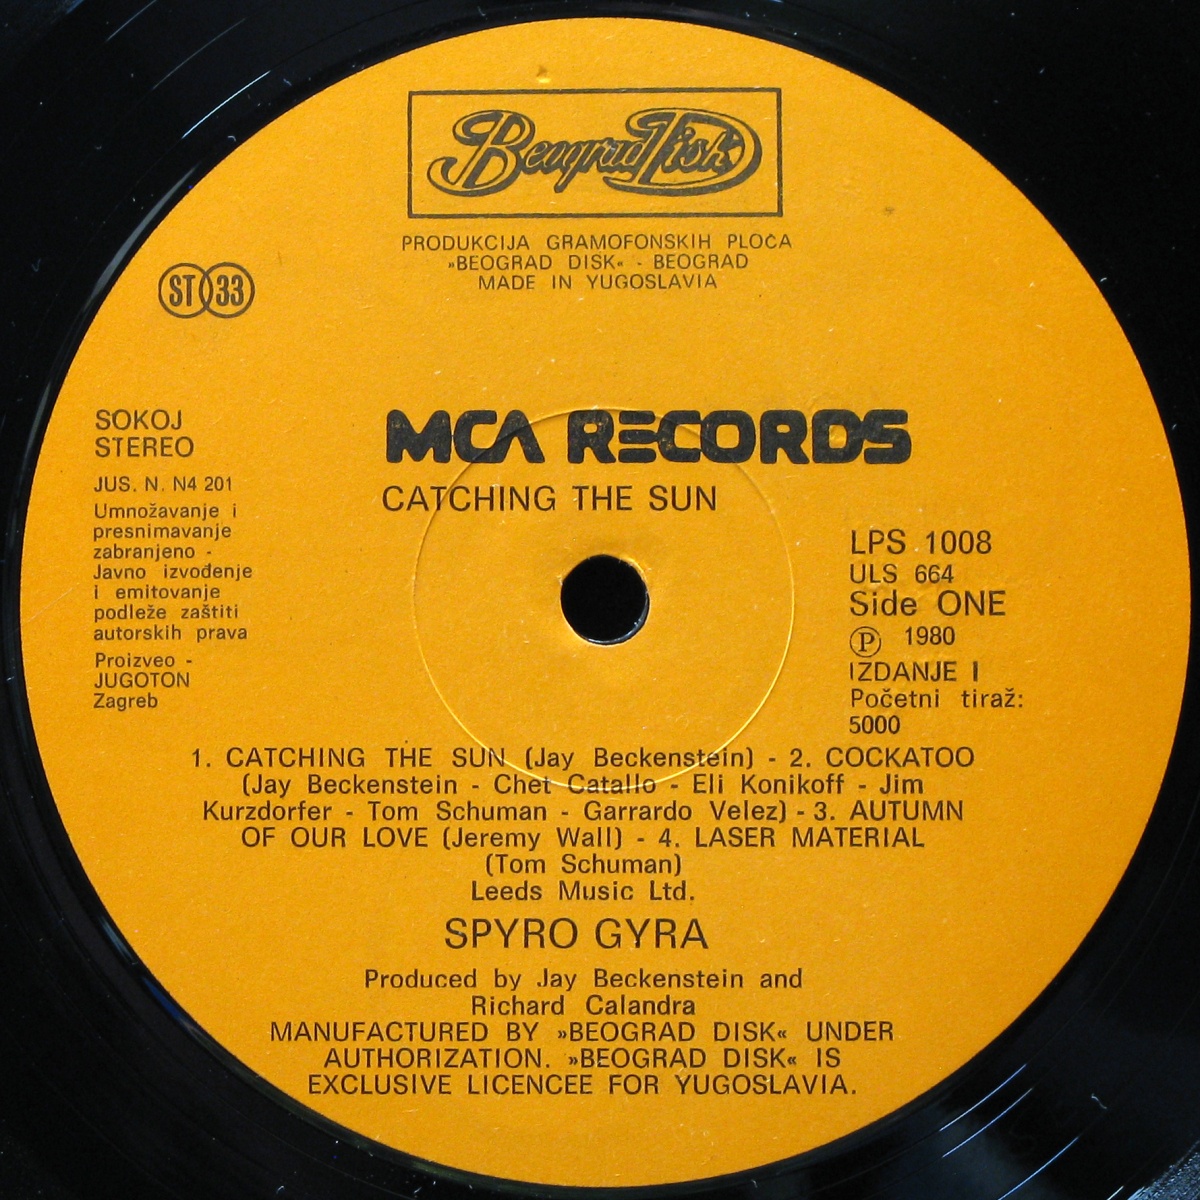 Beograd Disk
PRODUKCIJA GRAMOFONSKIH PLOČA
»BEOGRAD DISK« - BEOGRAD
MADE IN YUGOSLAVIA
ST 33
SOKOJ
STEREO
JUS. N. N4 201
Umnožavanje i
presnimavanje
zabranjeno -
Javno izvođenje
i emitovanje
podleže zaštiti
autorskih prava
Proizveo -
JUGOTON
Zagreb
MCA RECORDS
CATCHING THE SUN
LPS 1008
ULS 664
Side ONE
Ⓟ 1980
IZDANJE I
Početni tiraž:
5000
1. CATCHING THE SUN (Jay Beckenstein) - 2. COCKATOO
(Jay Beckenstein - Chet Catallo - Eli Konikoff - Jim
Kurzdorfer - Tom Schuman - Garrardo Velez) - 3. AUTUMN
OF OUR LOVE (Jeremy Wall) - 4. LASER MATERIAL
(Tom Schuman)
Leeds Music Ltd.
SPYRO GYRA
Produced by Jay Beckenstein and
Richard Calandra
MANUFACTURED BY »BEOGRAD DISK« UNDER
AUTHORIZATION. »BEOGRAD DISK« IS
EXCLUSIVE LICENCEE FOR YUGOSLAVIA.